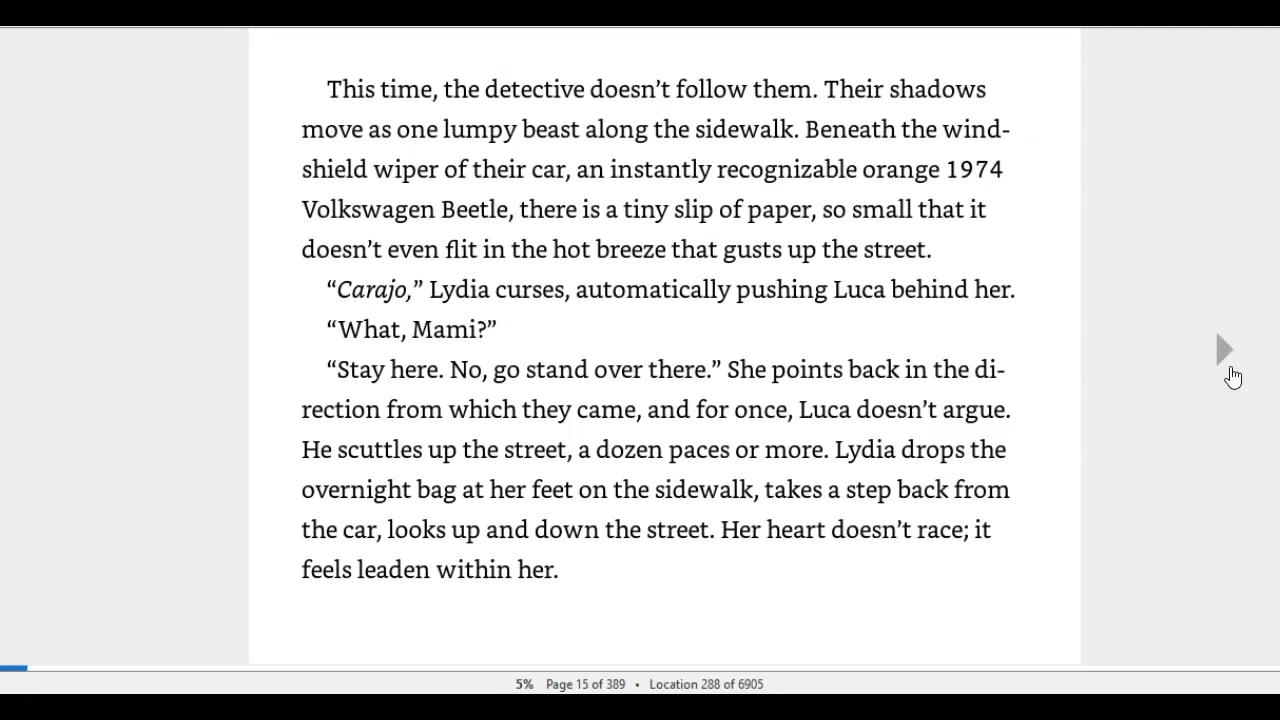 This time, the detective doesn’t follow them. Their shadows
move as one lumpy beast along the sidewalk. Beneath the wind-
shield wiper of their car, an instantly recognizable orange 1974
Volkswagen Beetle, there is a tiny slip of paper, so small that it
doesn’t even flit in the hot breeze that gusts up the street.
“Carajo,” Lydia curses, automatically pushing Luca behind her.
“What, Mami?”
“Stay here. No, go stand over there.” She points back in the di-
rection from which they came, and for once, Luca doesn’t argue.
He scuttles up the street, a dozen paces or more. Lydia drops the
overnight bag at her feet on the sidewalk, takes a step back from
the car, looks up and down the street. Her heart doesn’t race; it
feels leaden within her.
5% Page 15 of 389 • Location 288 of 6905